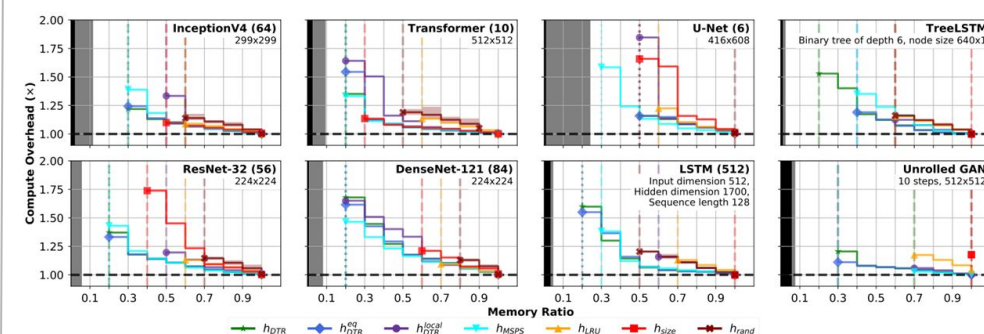 InceptionV4 (64)
299x299
Transformer (10)
512x512
U-Net (6)
416x608
TreeLSTM
Binary tree of depth 6, node size 640x1
2.00
1.75
1.50
1.25
1.00
Compute Overhead (×)
ResNet-32 (56)
224x224
DenseNet-121 (84)
224x224
LSTM (512)
Input dimension 512,
Hidden dimension 1700,
Sequence length 128
Unrolled GAN
10 steps, 512x512
2.00
1.75
1.50
1.25
1.00
0.1 0.3 0.5 0.7 0.9 0.1 0.3 0.5 0.7 0.9 0.1 0.3 0.5 0.7 0.9 0.1 0.3 0.5 0.7 0.9
Memory Ratio
h_DTR h_DTR^eq h_DTR^local h_MSPS h_LRU h_size h_rand